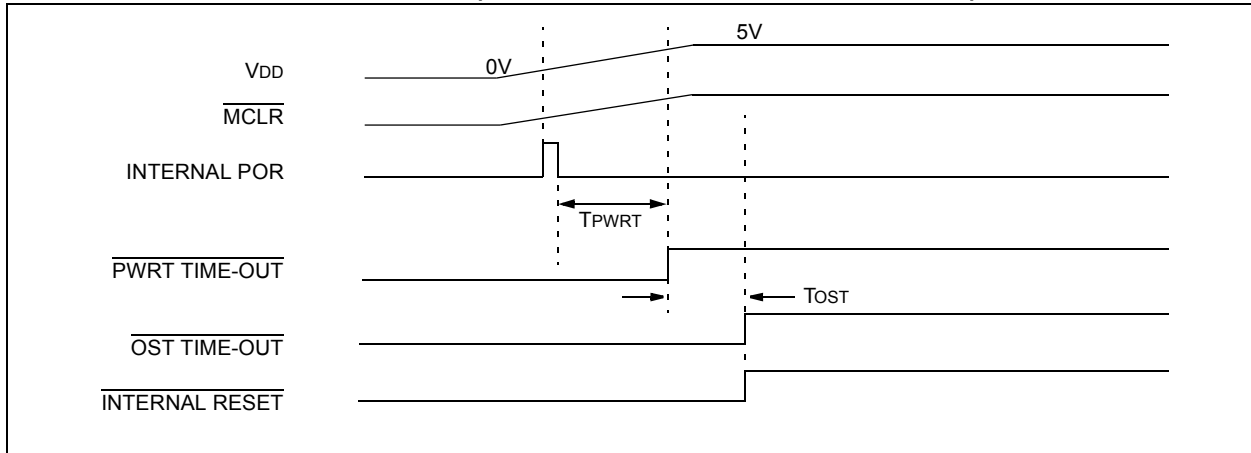 5V
0V
VDD
MCLR
INTERNAL POR
TPWRT
PWRT TIME-OUT
TOST
OST TIME-OUT
INTERNAL RESET